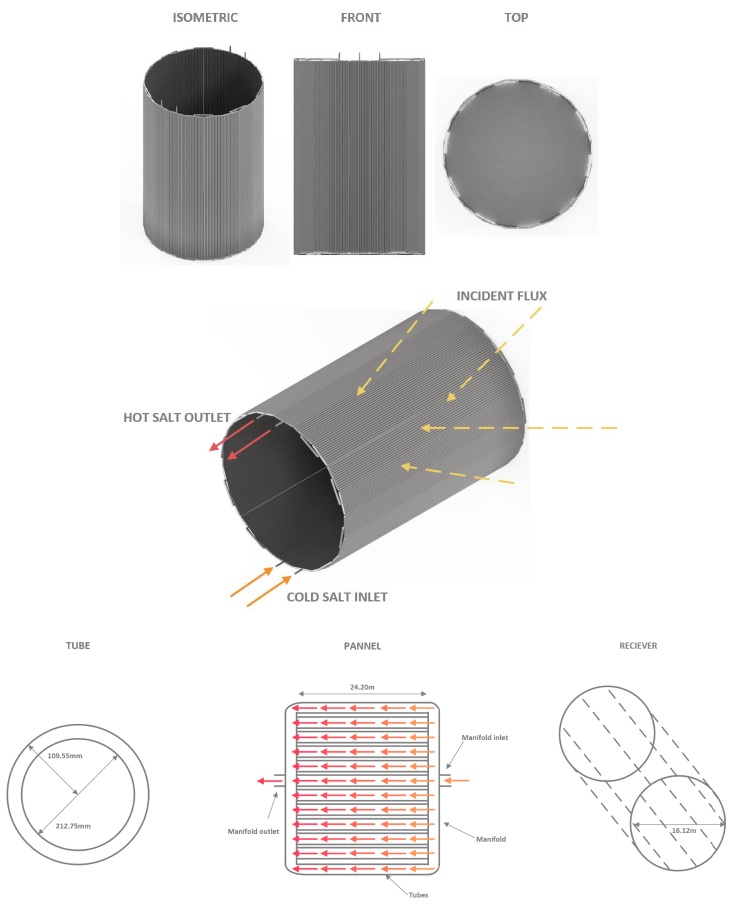 ISOMETRIC
FRONT
TOP
INCIDENT FLUX
HOT SALT OUTLET
COLD SALT INLET
TUBE
PANNEL
RECIEVER
109.55mm
212.75mm
24.20m
Manifold inlet
Manifold outlet
Manifold
Tubes
16.12m